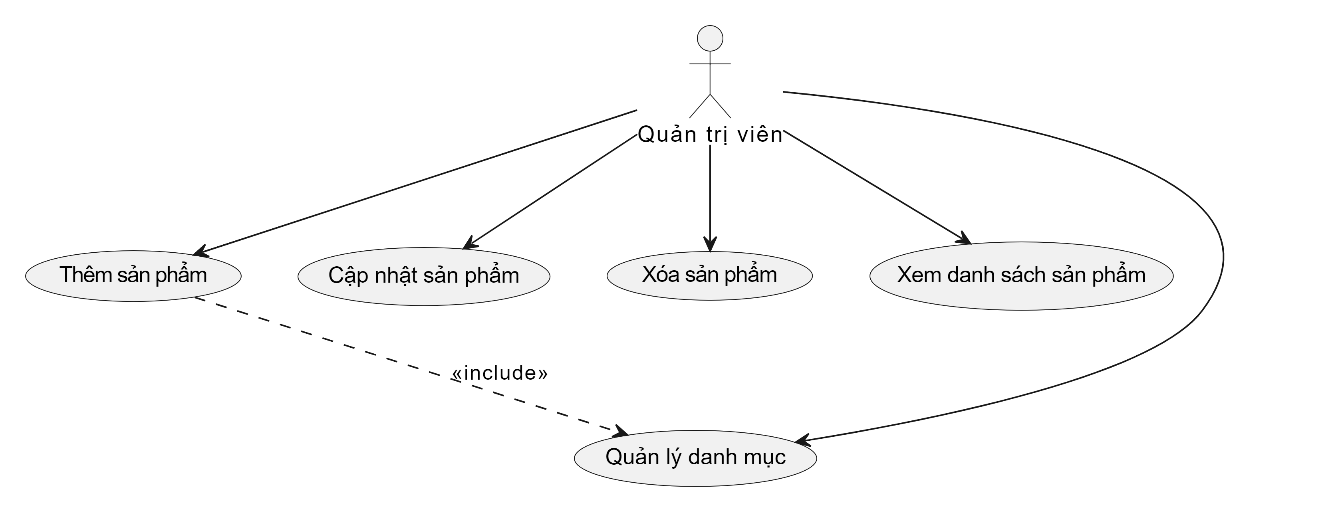 Quản trị viên
Thêm sản phẩm
Cập nhật sản phẩm
Xóa sản phẩm
Xem danh sách sản phẩm
«include»
Quản lý danh mục